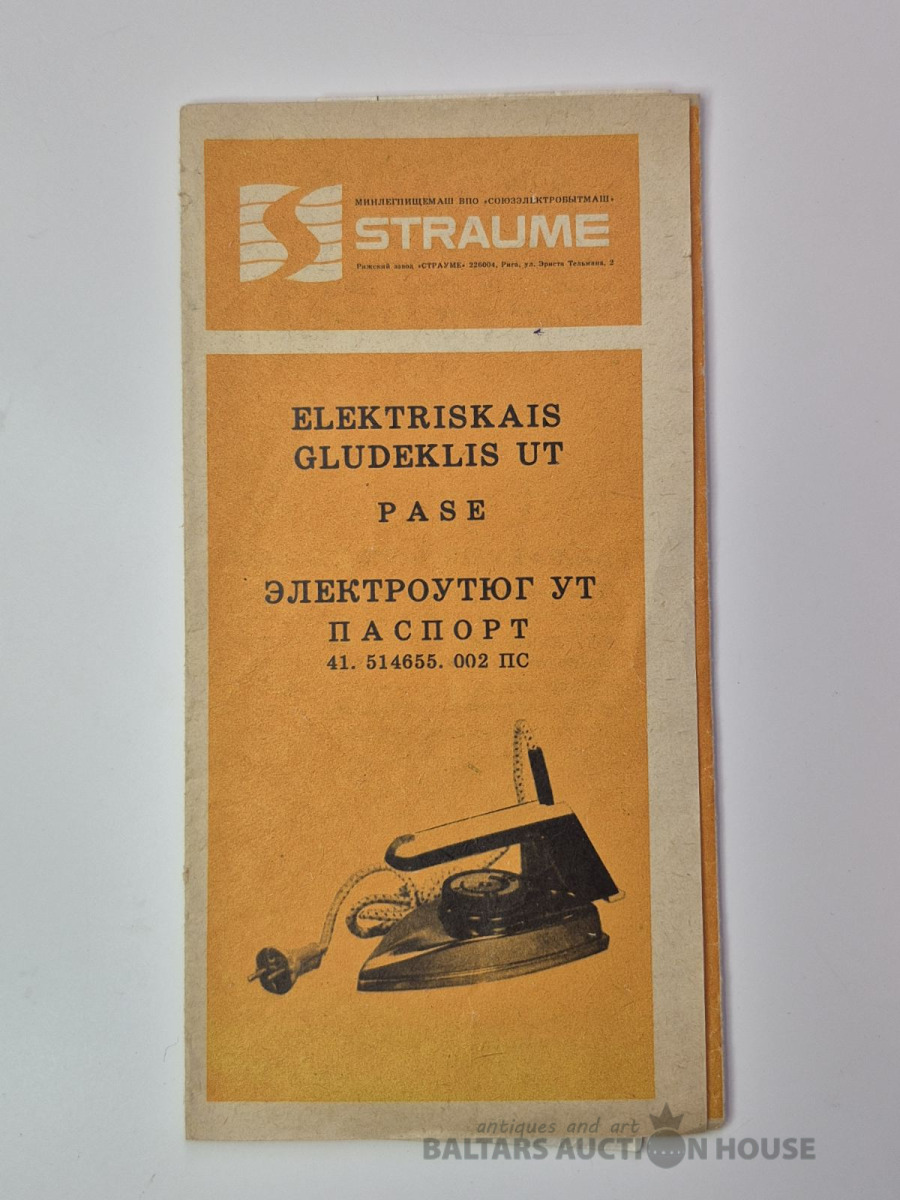 МИНЛЕГПИЩЕМАШ ВПО «СОЮЗЭЛЕКТРОБЫТМАШ»
STRAUME
Рижский завод «СТРАУМЕ» 226004, Рига, ул. Эрнста Тельмана, 2
ELEKTRISKAIS
GLUDEKLIS UT
PASE
ЭЛЕКТРОУТЮГ УТ
ПАСПОРТ
41. 514655. 002 ПС
antiques and art
BALTARS AUCTION HOUSE